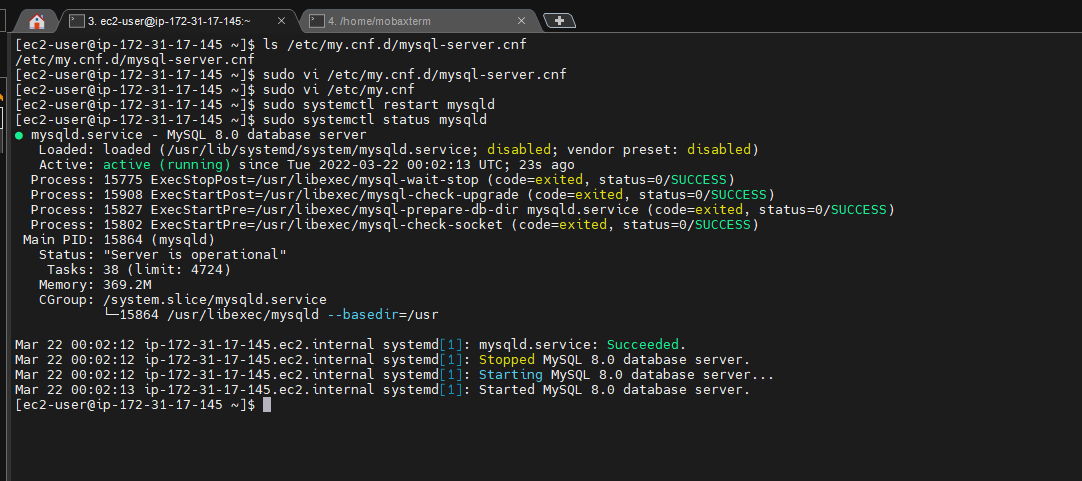 3. ec2-user@ip-172-31-17-145:~
4. /home/mobaxterm
[ec2-user@ip-172-31-17-145 ~]$ ls /etc/my.cnf.d/mysql-server.cnf
/etc/my.cnf.d/mysql-server.cnf
[ec2-user@ip-172-31-17-145 ~]$ sudo vi /etc/my.cnf.d/mysql-server.cnf
[ec2-user@ip-172-31-17-145 ~]$ sudo vi /etc/my.cnf
[ec2-user@ip-172-31-17-145 ~]$ sudo systemctl restart mysqld
[ec2-user@ip-172-31-17-145 ~]$ sudo systemctl status mysqld
● mysqld.service - MySQL 8.0 database server
   Loaded: loaded (/usr/lib/systemd/system/mysqld.service; disabled; vendor preset: disabled)
   Active: active (running) since Tue 2022-03-22 00:02:13 UTC; 23s ago
  Process: 15775 ExecStopPost=/usr/libexec/mysql-wait-stop (code=exited, status=0/SUCCESS)
  Process: 15908 ExecStartPost=/usr/libexec/mysql-check-upgrade (code=exited, status=0/SUCCESS)
  Process: 15827 ExecStartPre=/usr/libexec/mysql-prepare-db-dir mysqld.service (code=exited, status=0/SUCCESS)
  Process: 15802 ExecStartPre=/usr/libexec/mysql-check-socket (code=exited, status=0/SUCCESS)
 Main PID: 15864 (mysqld)
   Status: "Server is operational"
    Tasks: 38 (limit: 4724)
   Memory: 369.2M
   CGroup: /system.slice/mysqld.service
           └─15864 /usr/libexec/mysqld --basedir=/usr

Mar 22 00:02:12 ip-172-31-17-145.ec2.internal systemd[1]: mysqld.service: Succeeded.
Mar 22 00:02:12 ip-172-31-17-145.ec2.internal systemd[1]: Stopped MySQL 8.0 database server.
Mar 22 00:02:12 ip-172-31-17-145.ec2.internal systemd[1]: Starting MySQL 8.0 database server...
Mar 22 00:02:13 ip-172-31-17-145.ec2.internal systemd[1]: Started MySQL 8.0 database server.
[ec2-user@ip-172-31-17-145 ~]$